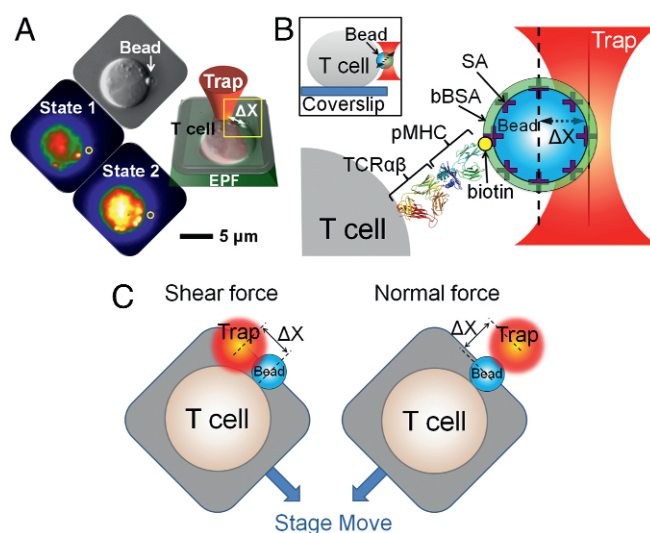 A
Bead
State 1
Trap
ΔX
T cell
State 2
EPF
5 μm
B
Bead
T cell
Coverslip
Trap
SA
bBSA
pMHC
Bead
ΔX
TCRαβ
biotin
T cell
C
Shear force
Normal force
Trap
ΔX
Bead
T cell
ΔX
Trap
Bead
T cell
Stage Move